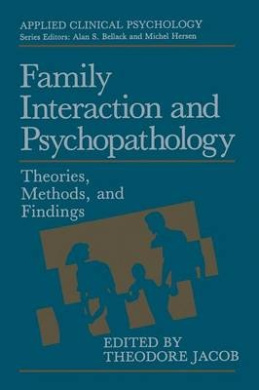 APPLIED CLINICAL PSYCHOLOGY
Series Editors: Alan S. Bellack and Michel Hersen
Family
Interaction and
Psychopathology
Theories,
Methods, and
Findings
EDITED BY
THEODORE JACOB